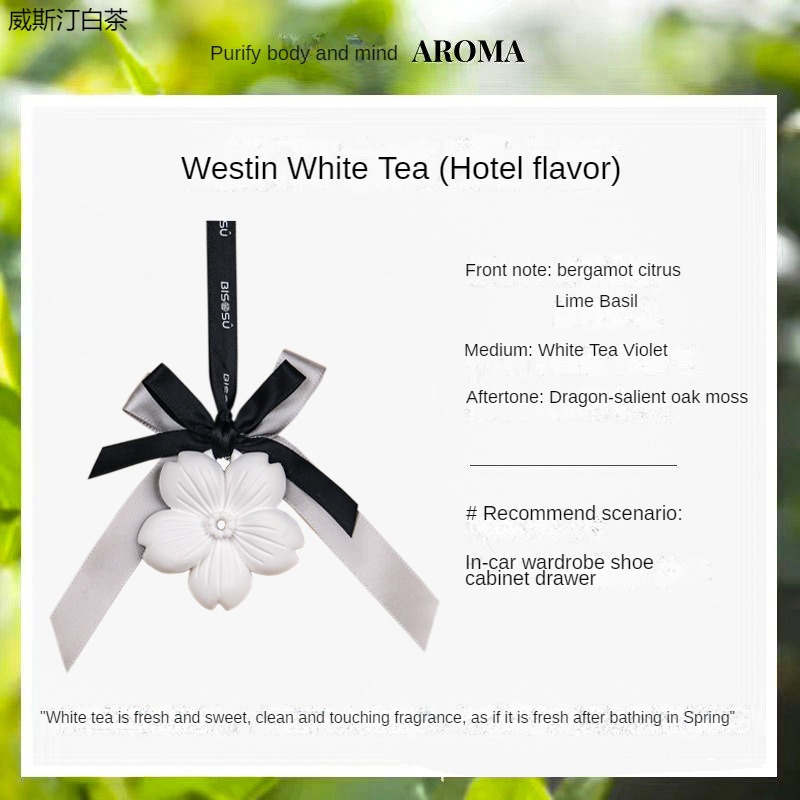 威斯汀白茶
Purify body and mind AROMA
Westin White Tea (Hotel flavor)
BISOSÙ
Front note: bergamot citrus
Lime Basil
Medium: White Tea Violet
Aftertone: Dragon-salient oak moss
# Recommend scenario:
In-car wardrobe shoe
cabinet drawer
"White tea is fresh and sweet, clean and touching fragrance, as if it is fresh after bathing in Spring"